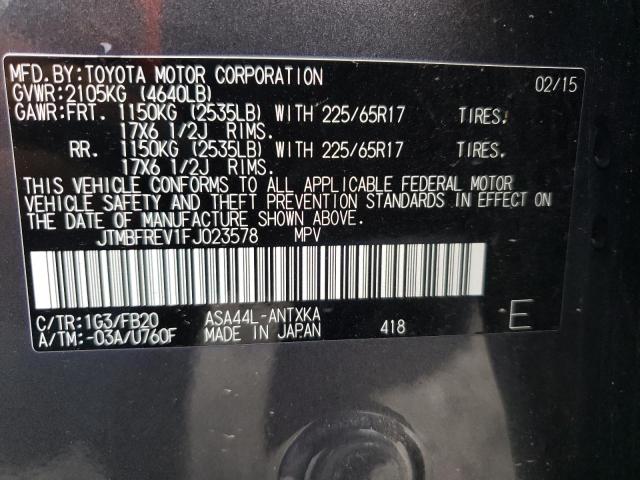 MFD.BY:TOYOTA MOTOR CORPORATION 02/15
GVWR:2105KG (4640LB)
GAWR:FRT. 1150KG (2535LB) WITH 225/65R17 TIRES.
17X6 1/2J RIMS.
RR. 1150KG (2535LB) WITH 225/65R17 TIRES.
17X6 1/2J RIMS.
THIS VEHICLE CONFORMS TO ALL APPLICABLE FEDERAL MOTOR
VEHICLE SAFETY AND THEFT PREVENTION STANDARDS IN EFFECT ON
THE DATE OF MANUFACTURE SHOWN ABOVE.
JTMBFREV1FJ023578 MPV
C/TR:1G3/FB20 ASA44L-ANTXKA
A/TM:-03A/U760F MADE IN JAPAN 418 E